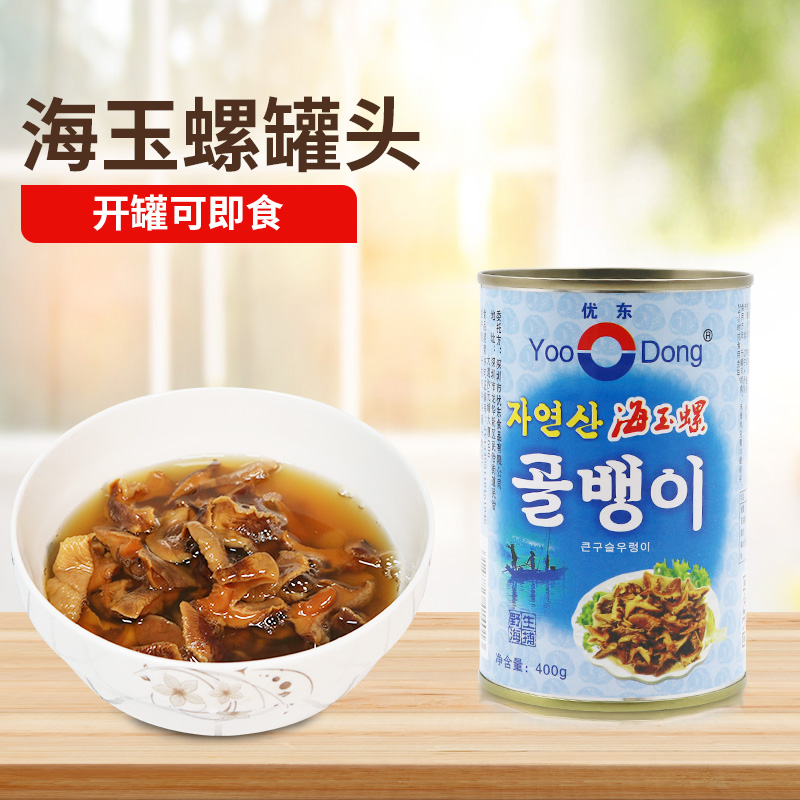 海玉螺罐头
开罐可即食
优东
Yoo Dong®
자연산 海玉螺
골뱅이
큰구슬우렁이
野生
海捕
净含量: 400g